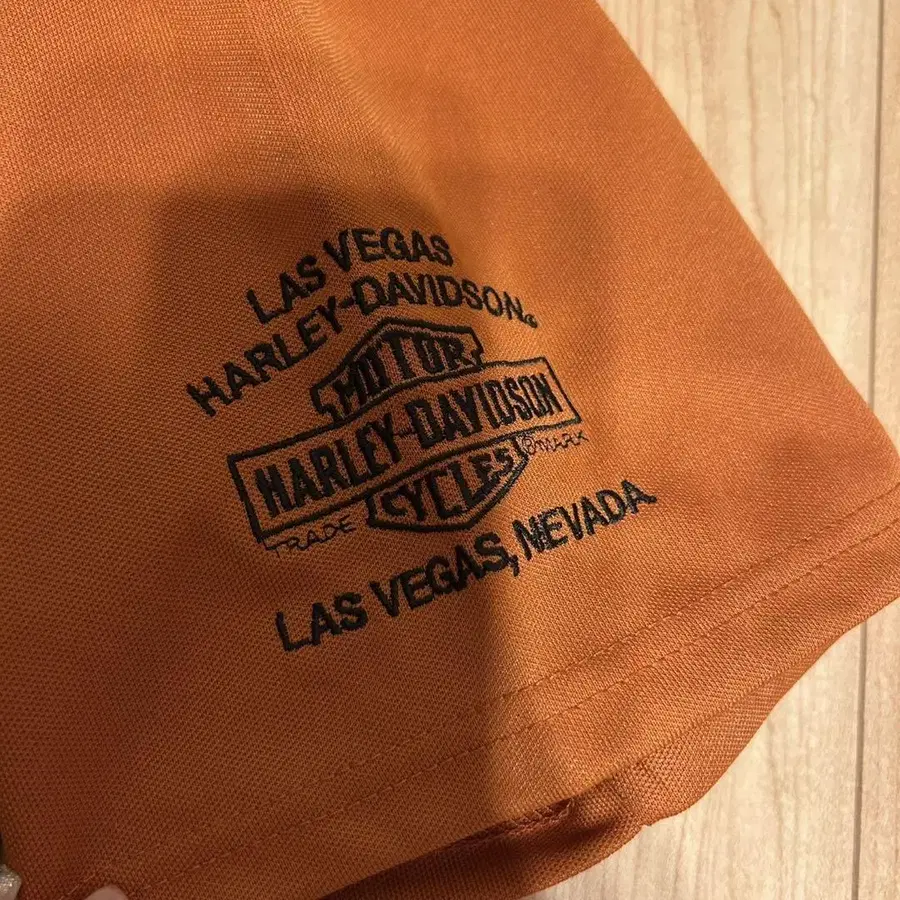 LAS VEGAS
HARLEY-DAVIDSON®
MOTOR
HARLEY-DAVIDSON
CYCLES
TRADE ® MARK
LAS VEGAS, NEVADA